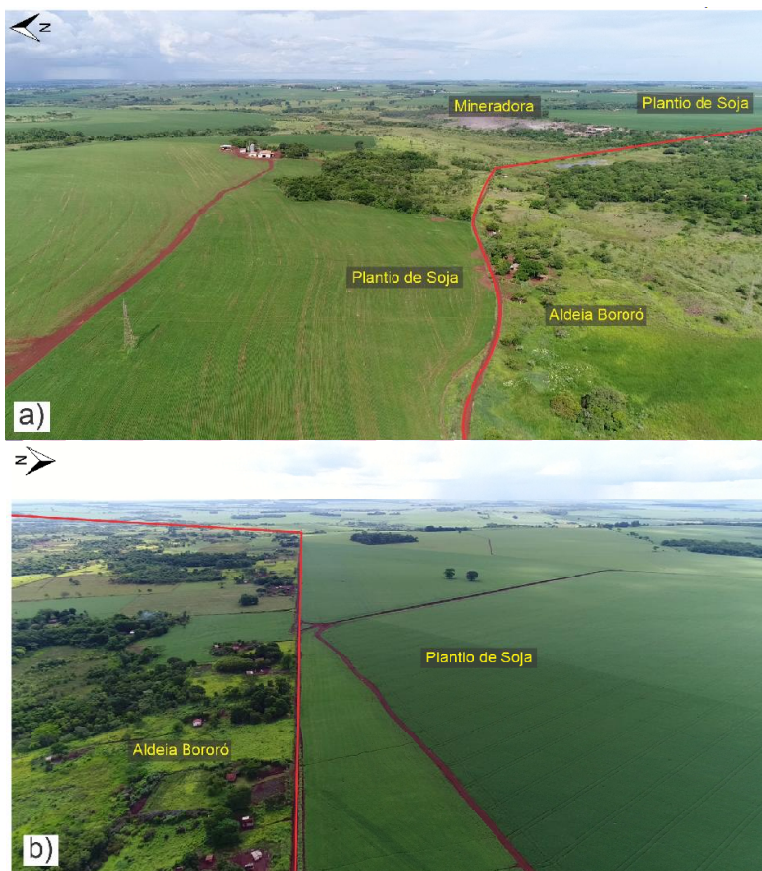 N
Mineradora
Plantio de Soja
Plantio de Soja
Aldeia Bororó
a)
N
Plantio de Soja
Aldeia Bororó
b)